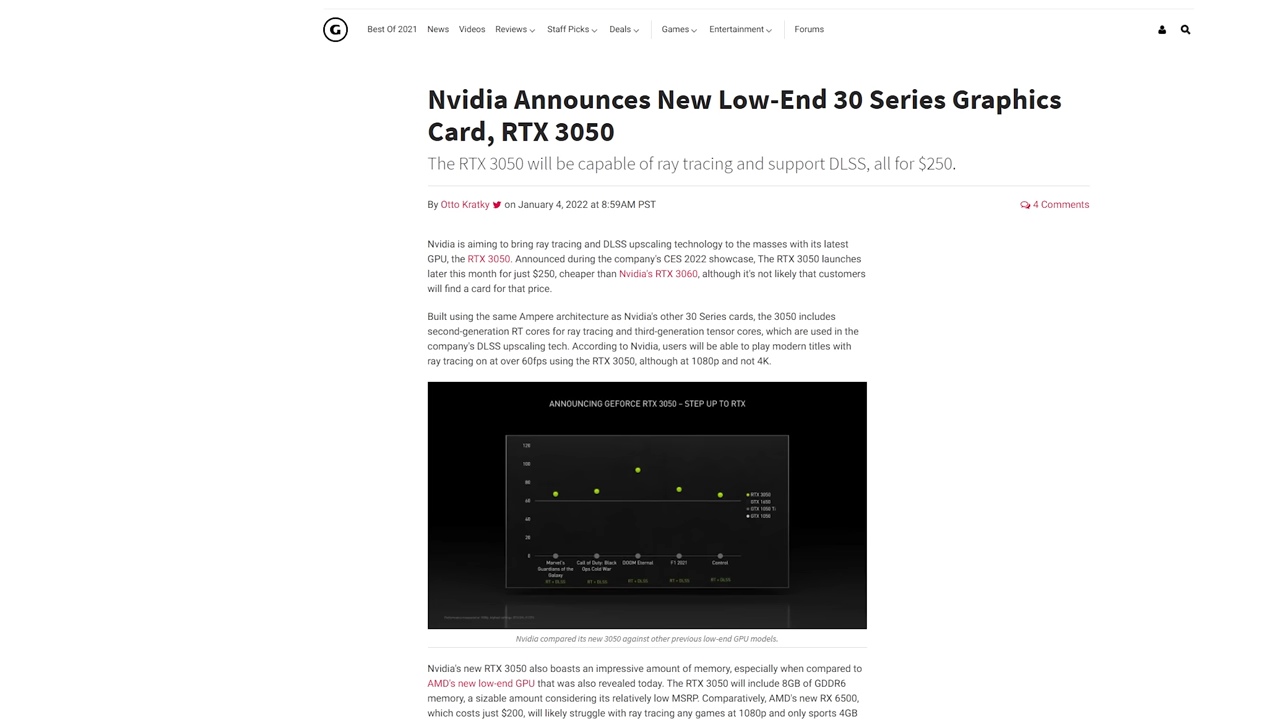 G
Best Of 2021 News Videos Reviews Staff Picks Deals Games Entertainment Forums
Nvidia Announces New Low-End 30 Series Graphics
Card, RTX 3050
The RTX 3050 will be capable of ray tracing and support DLSS, all for $250.
By Otto Kratky on January 4, 2022 at 8:59AM PST
4 Comments
Nvidia is aiming to bring ray tracing and DLSS upscaling technology to the masses with its latest
GPU, the RTX 3050. Announced during the company's CES 2022 showcase, The RTX 3050 launches
later this month for just $250, cheaper than Nvidia's RTX 3060, although it's not likely that customers
will find a card for that price.
Built using the same Ampere architecture as Nvidia's other 30 Series cards, the 3050 includes
second-generation RT cores for ray tracing and third-generation tensor cores, which are used in the
company's DLSS upscaling tech. According to Nvidia, users will be able to play modern titles with
ray tracing on at over 60fps using the RTX 3050, although at 1080p and not 4K.
ANNOUNCING GEFORCE RTX 3050 – STEP UP TO RTX
120
100
80
60
40
20
0
RTX 3050
GTX 1650
GTX 1050 Ti
GTX 1050
Marvel's Call of Duty: Black DOOM Eternal F1 2021 Control
Guardians of the Ops Cold War
Galaxy
RT + DLSS RT + DLSS RT + DLSS RT + DLSS RT + DLSS
Nvidia compared its new 3050 against other previous low-end GPU models.
Nvidia's new RTX 3050 also boasts an impressive amount of memory, especially when compared to
AMD's new low-end GPU that was also revealed today. The RTX 3050 will include 8GB of GDDR6
memory, a sizable amount considering its relatively low MSRP. Comparatively, AMD's new RX 6500,
which costs just $200, will likely struggle with ray tracing any games at 1080p and only sports 4GB